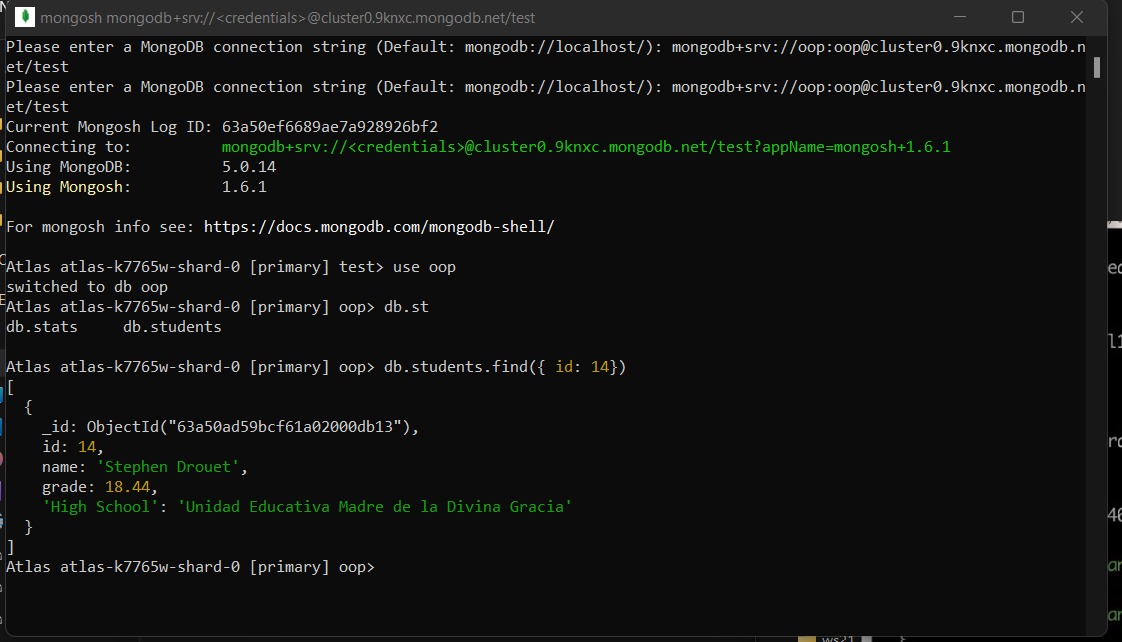 mongosh mongodb+srv://<credentials>@cluster0.9knxc.mongodb.net/test
Please enter a MongoDB connection string (Default: mongodb://localhost/): mongodb+srv://oop:oop@cluster0.9knxc.mongodb.n
et/test
Please enter a MongoDB connection string (Default: mongodb://localhost/): mongodb+srv://oop:oop@cluster0.9knxc.mongodb.n
et/test
Current Mongosh Log ID: 63a50ef6689ae7a928926bf2
Connecting to:          mongodb+srv://<credentials>@cluster0.9knxc.mongodb.net/test?appName=mongosh+1.6.1
Using MongoDB:          5.0.14
Using Mongosh:          1.6.1
For mongosh info see: https://docs.mongodb.com/mongodb-shell/
Atlas atlas-k7765w-shard-0 [primary] test> use oop
switched to db oop
Atlas atlas-k7765w-shard-0 [primary] oop> db.st
db.stats     db.students
Atlas atlas-k7765w-shard-0 [primary] oop> db.students.find({ id: 14})
[
  {
    _id: ObjectId("63a50ad59bcf61a02000db13"),
    id: 14,
    name: 'Stephen Drouet',
    grade: 18.44,
    'High School': 'Unidad Educativa Madre de la Divina Gracia'
  }
]
Atlas atlas-k7765w-shard-0 [primary] oop>